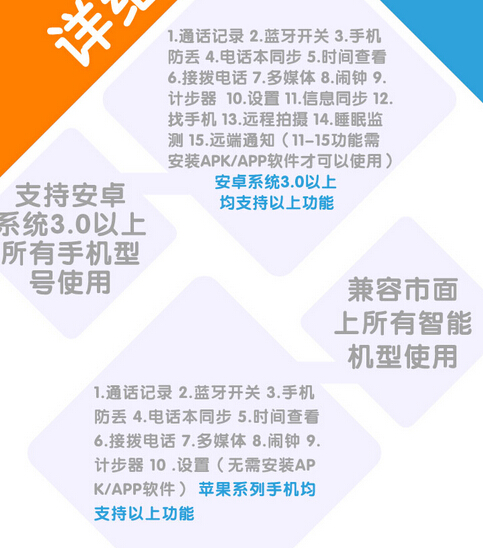 详细
1.通话记录 2.蓝牙开关 3.手机
防丢 4.电话本同步 5.时间查看
6.接拨电话 7.多媒体 8.闹钟 9.
计步器 10.设置 11.信息同步 12.
找手机 13.远程拍摄 14.睡眠监
测 15.远端通知（11-15功能需
安装APK/APP软件才可以使用）
安卓系统3.0以上
均支持以上功能
支持安卓
系统3.0以上
所有手机型
号使用
兼容市面
上所有智能
机型使用
1.通话记录 2.蓝牙开关 3.手机
防丢 4.电话本同步 5.时间查看
6.接拨电话 7.多媒体 8.闹钟 9.
计步器 10 .设置（无需安装AP
K/APP软件） 苹果系列手机均
支持以上功能